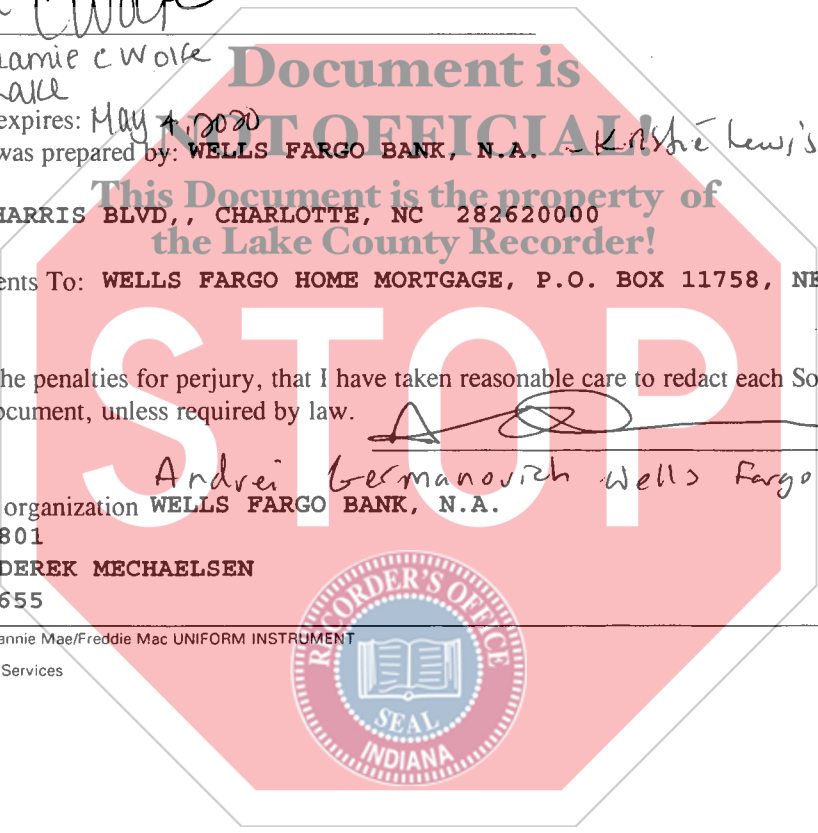 C Wolfe
amie C Wolfe
Lake
expires: May 4, 2020
was prepared by: WELLS FARGO BANK, N.A. - Kristie Lewis
HARRIS BLVD,, CHARLOTTE, NC 282620000
ents To: WELLS FARGO HOME MORTGAGE, P.O. BOX 11758, NE
he penalties for perjury, that I have taken reasonable care to redact each So
ocument, unless required by law.
Andrei Germanovich Wells Fargo
organization WELLS FARGO BANK, N.A.
801
DEREK MECHAELSEN
655
annie Mae/Freddie Mac UNIFORM INSTRUMENT
Services
Document is
NOT OFFICIAL!
This Document is the property of
the Lake County Recorder!
STOP
RECORDER'S OFFICE
SEAL
INDIANA